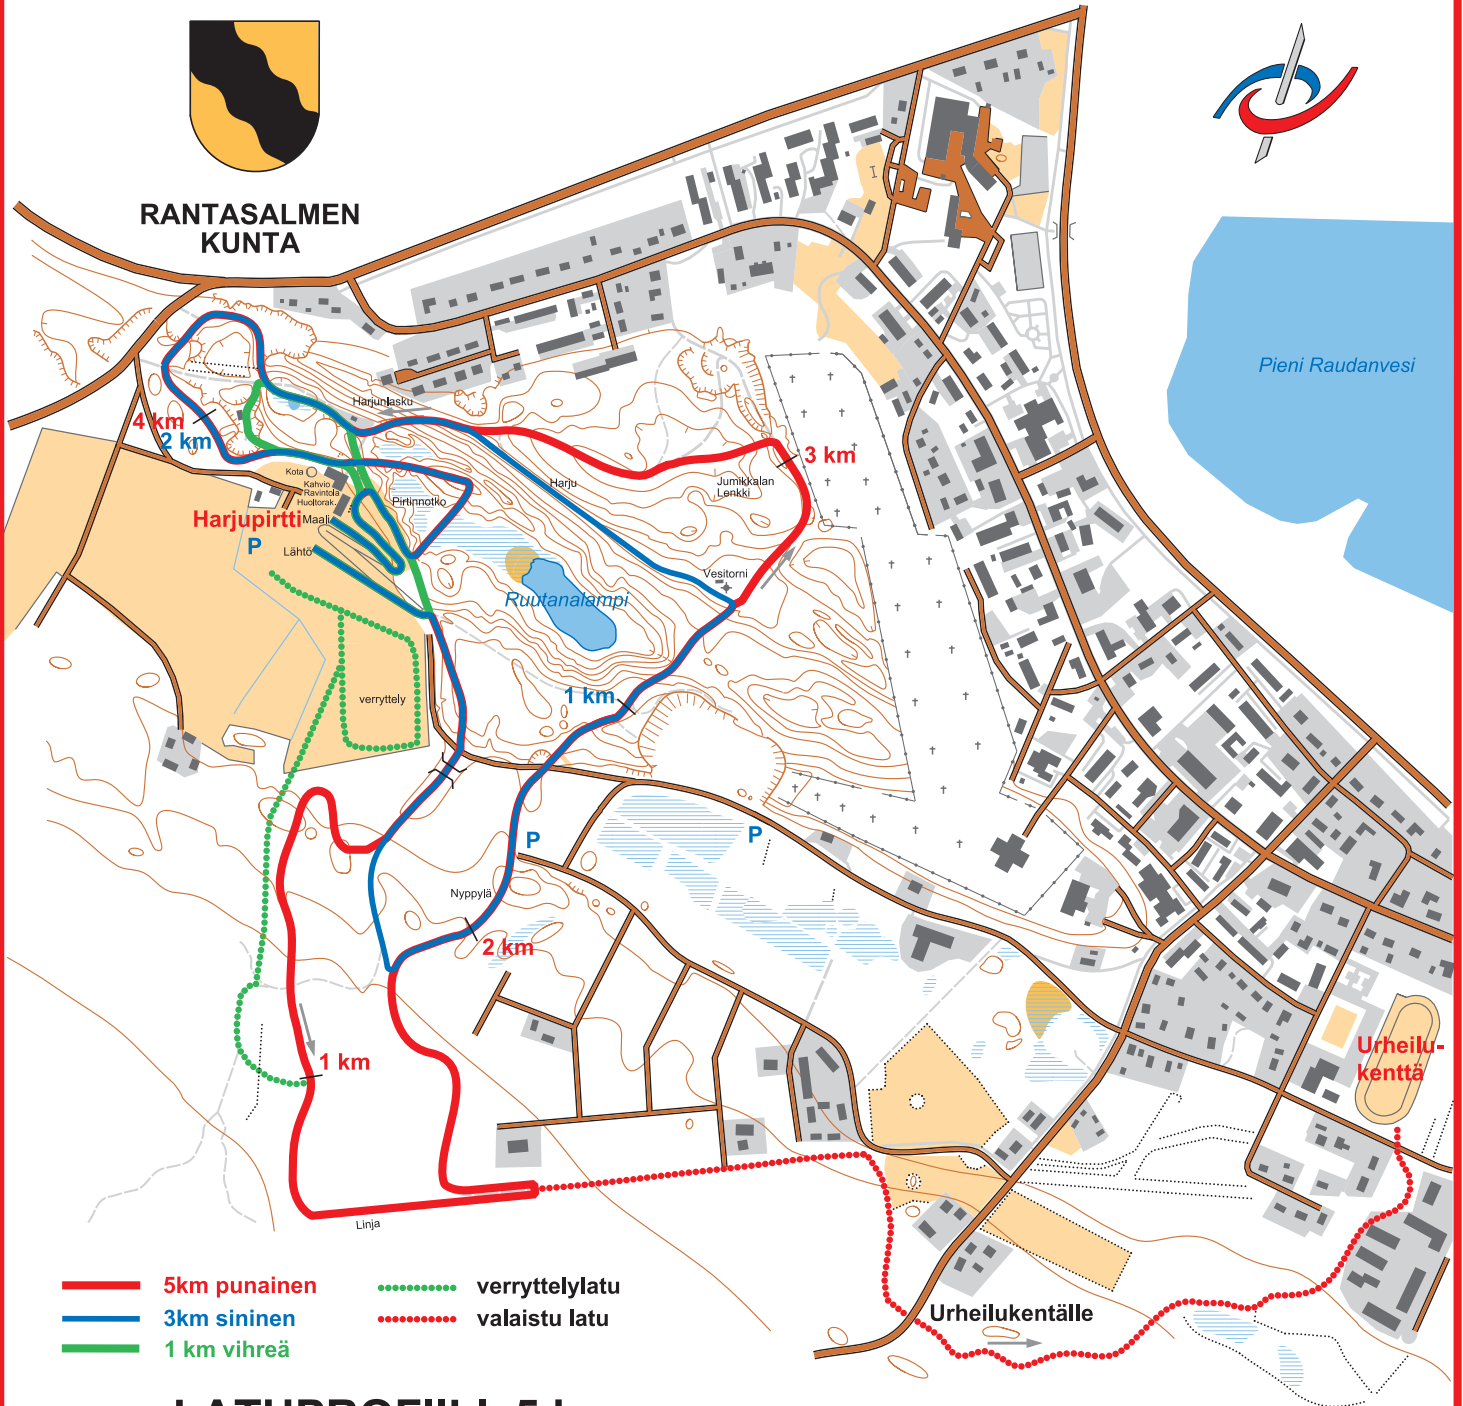 RANTASALMEN
KUNTA
Pieni Raudanvesi
Harjunlasku
4 km
2 km
3 km
Jumikkalan
Lenkki
Harju
Kota
Kahvio
Ravintola
Huoltorak.
Pirtinnotko
Harjupirtti
Maali
P
Lähtö
Vesitorni
Ruutanalampi
1 km
verryttely
P
P
Nyppylä
2 km
1 km
Urheilu-
kenttä
Linja
5km punainen
3km sininen
1 km vihreä
verryttelylatu
valaistu latu
Urheilukentälle